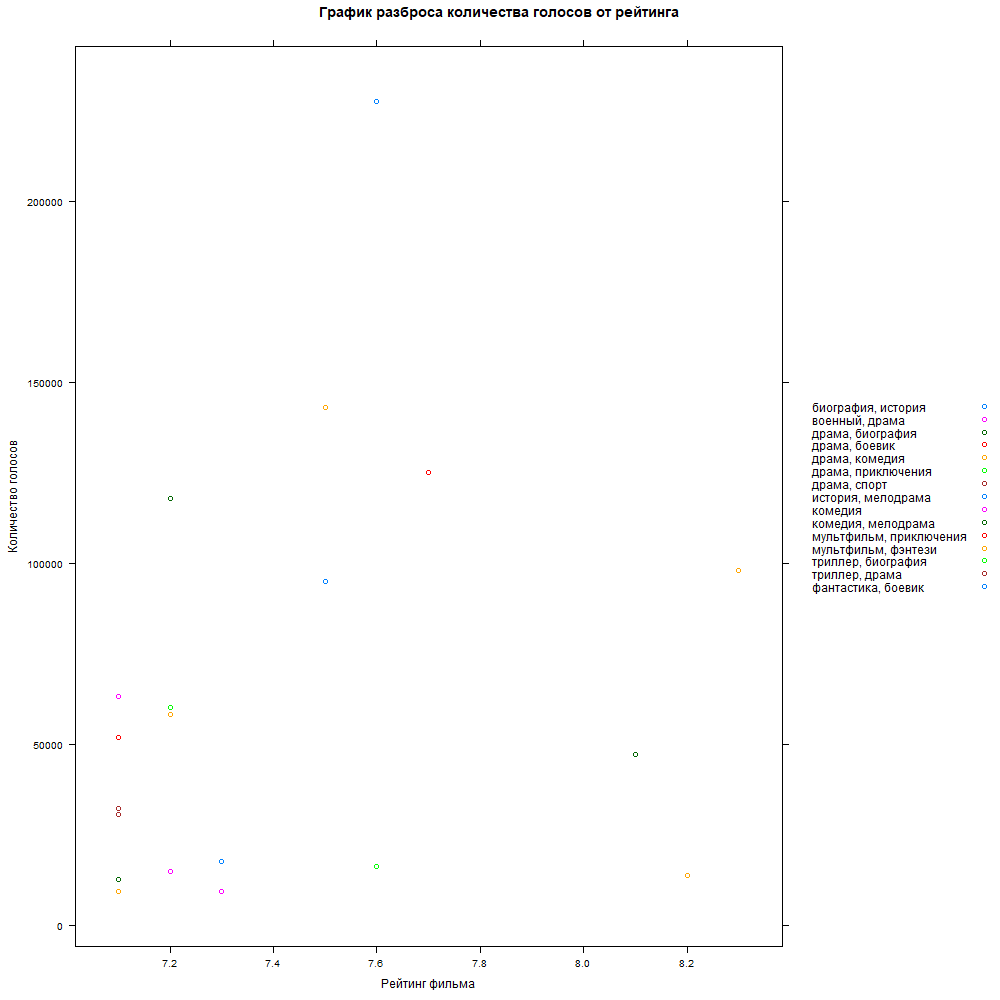 График разброса количества голосов от рейтинга
Количество голосов
200000
150000
100000
50000
0
7.2
7.4
7.6
7.8
8.0
8.2
Рейтинг фильма
биография, история
военный, драма
драма, биография
драма, боевик
драма, комедия
драма, приключения
драма, спорт
история, мелодрама
комедия
комедия, мелодрама
мультфильм, приключения
мультфильм, фэнтези
триллер, биография
триллер, драма
фантастика, боевик